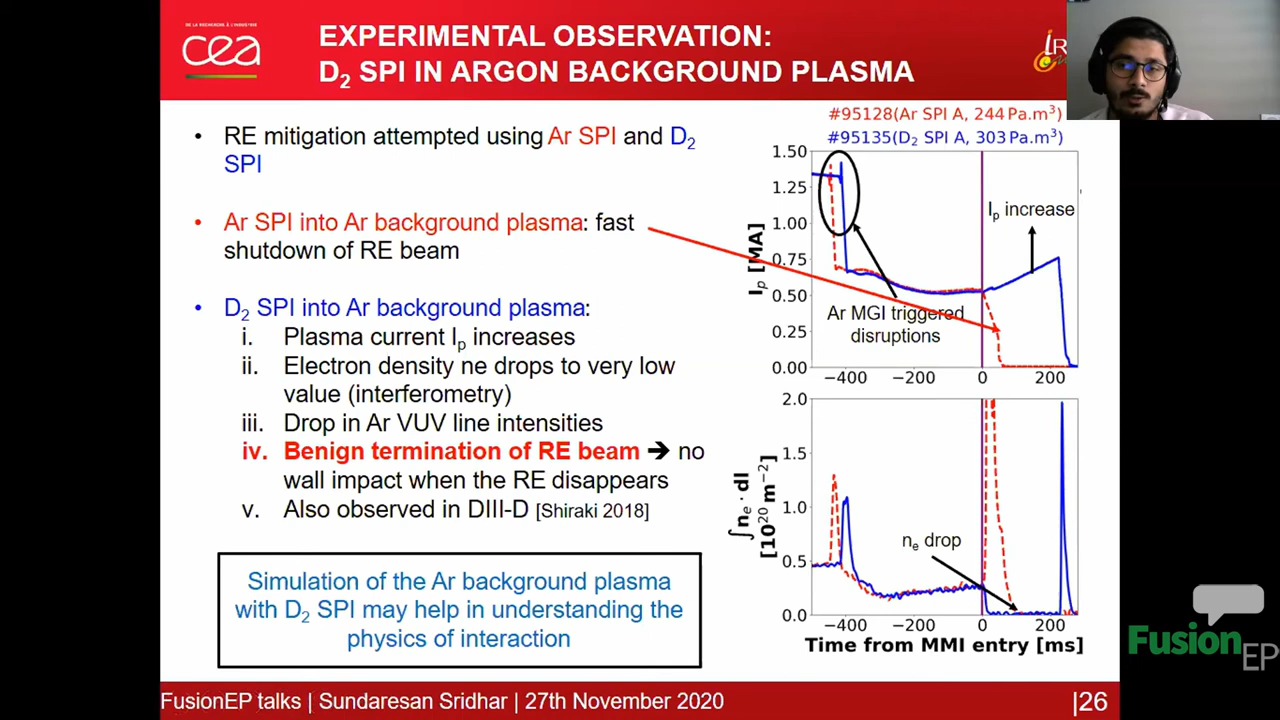 DE LA RECHERCHE À L'INDUSTRIE
cea
EXPERIMENTAL OBSERVATION:
D2 SPI IN ARGON BACKGROUND PLASMA
• RE mitigation attempted using Ar SPI and D2
SPI
• Ar SPI into Ar background plasma: fast
shutdown of RE beam
• D2 SPI into Ar background plasma:
i. Plasma current Ip increases
ii. Electron density ne drops to very low
value (interferometry)
iii. Drop in Ar VUV line intensities
iv. Benign termination of RE beam ➔ no
wall impact when the RE disappears
v. Also observed in DIII-D [Shiraki 2018]
Simulation of the Ar background plasma
with D2 SPI may help in understanding the
physics of interaction
#95128(Ar SPI A, 244 Pa.m³)
#95135(D2 SPI A, 303 Pa.m³)
1.50
1.25
1.00
0.75
0.50
0.25
0.00
Ip [MA]
Ip increase
Ar MGI triggered
disruptions
−400 −200 0 200
2.0
1.5
1.0
0.5
0.0
∫ne · dl
[10²⁰ m⁻²]
ne drop
−400 −200 0 200
Time from MMI entry [ms]
FusionEP talks | Sundaresan Sridhar | 27th November 2020
|26
Fusion
EP